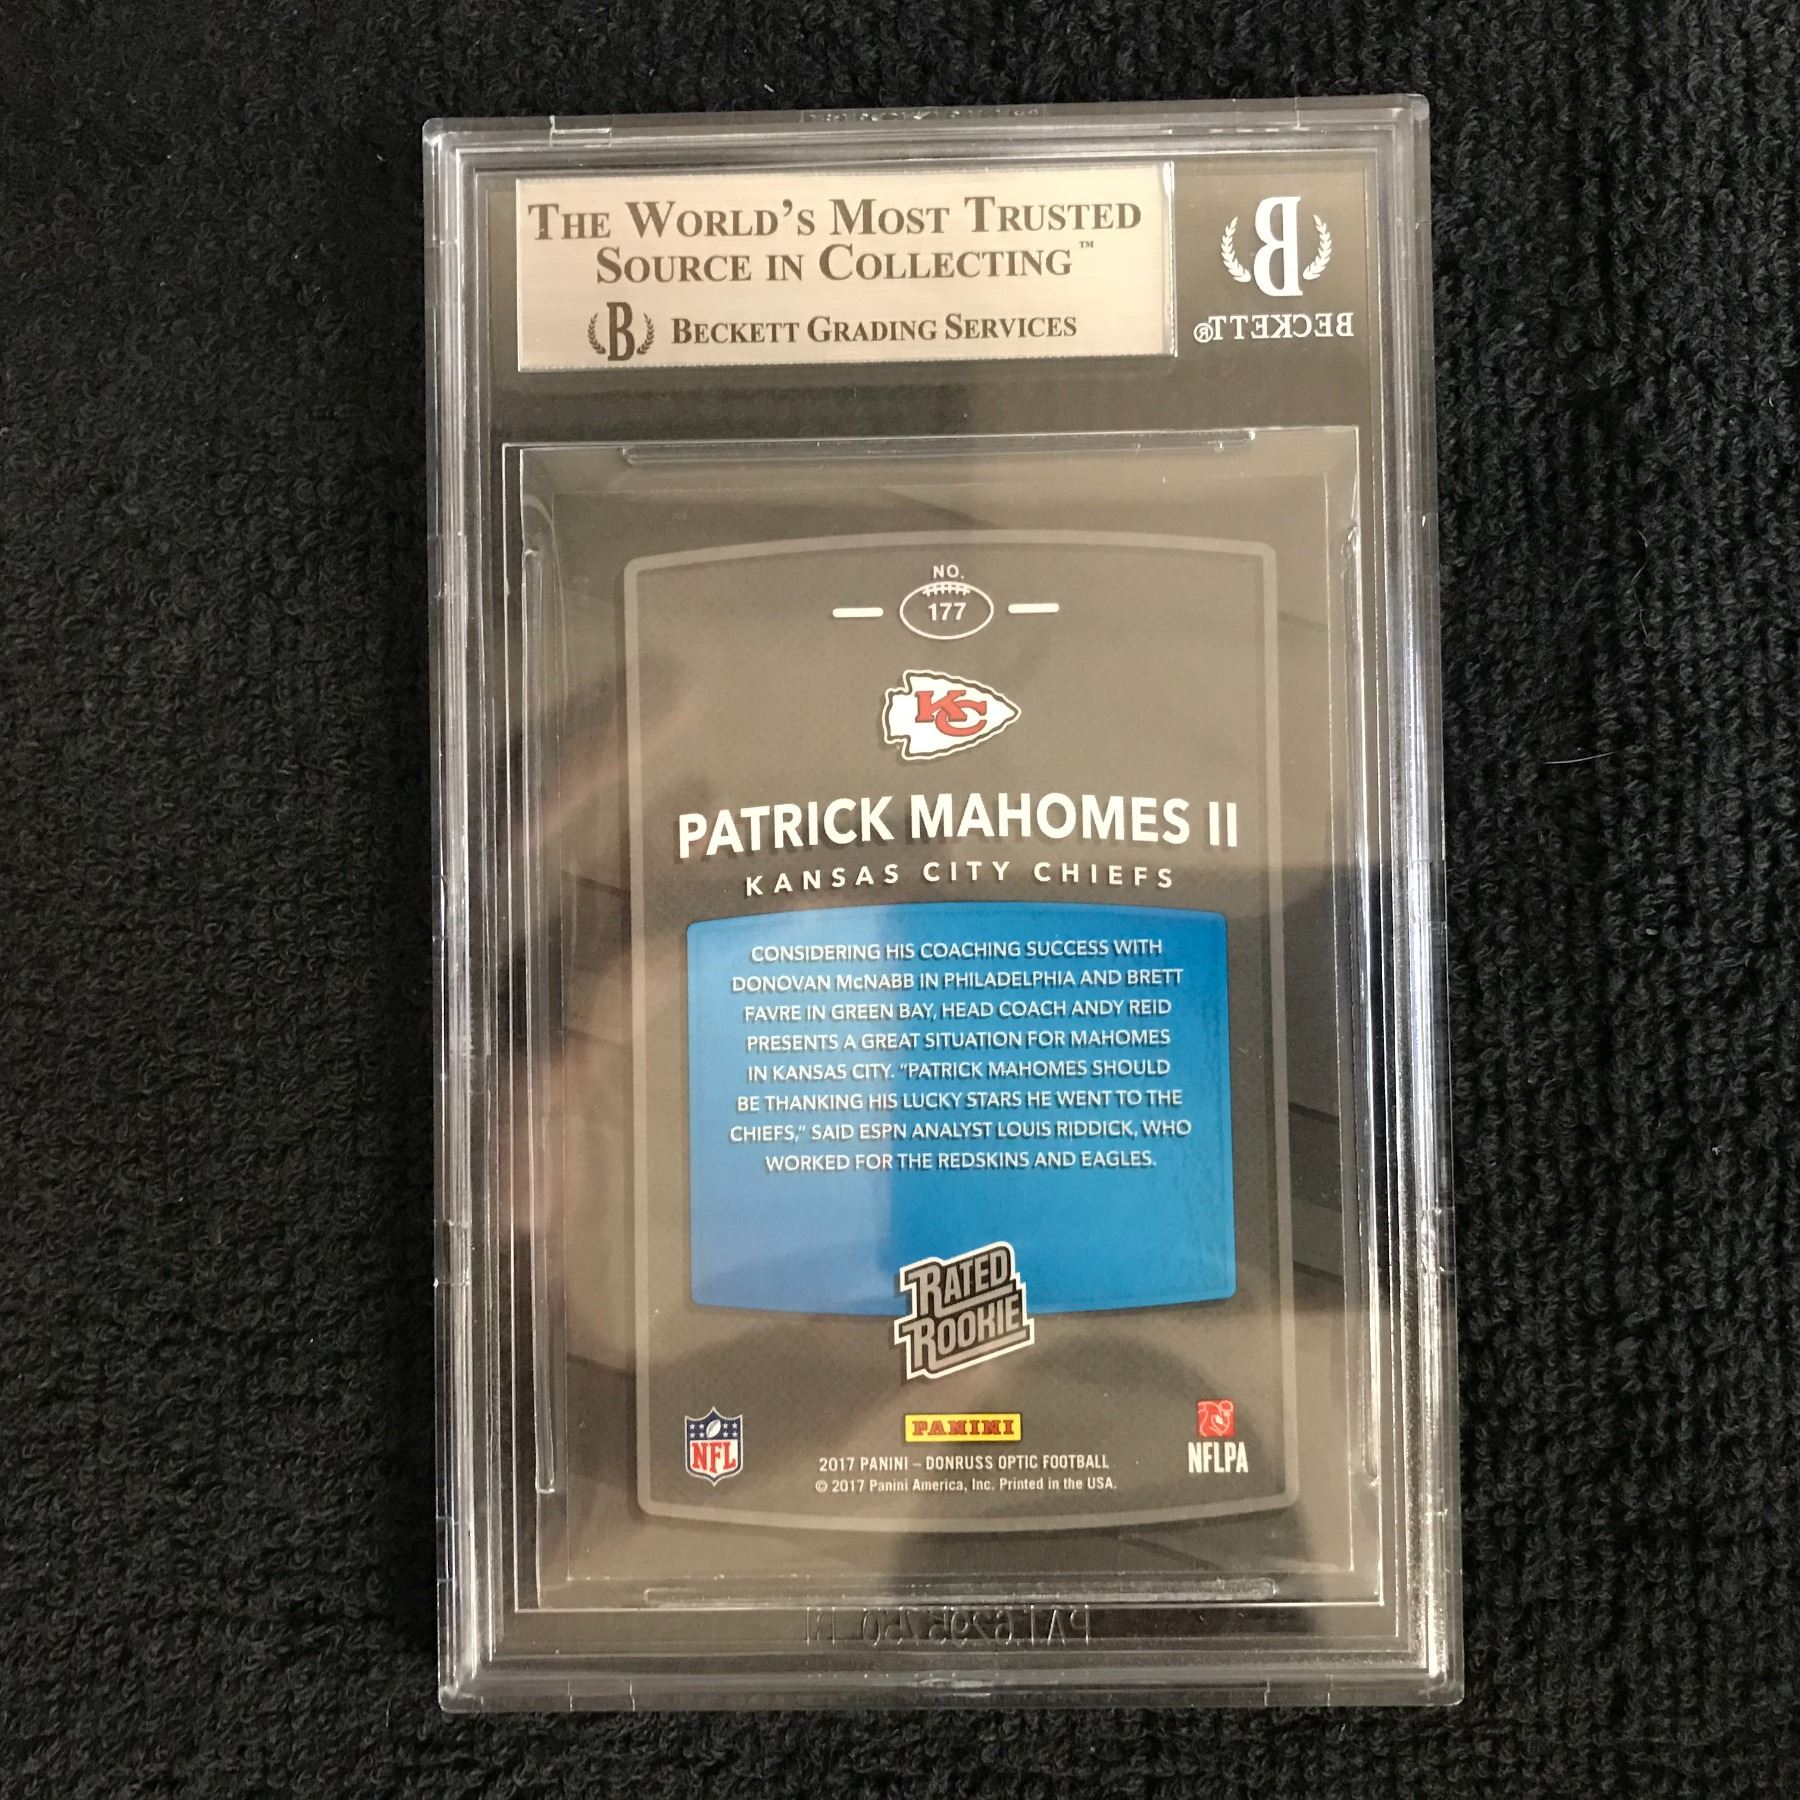 THE WORLD'S MOST TRUSTED
SOURCE IN COLLECTING™
B BECKETT GRADING SERVICES
B
BECKETT®
NO.
177
KC
PATRICK MAHOMES II
KANSAS CITY CHIEFS
CONSIDERING HIS COACHING SUCCESS WITH
DONOVAN McNABB IN PHILADELPHIA AND BRETT
FAVRE IN GREEN BAY, HEAD COACH ANDY REID
PRESENTS A GREAT SITUATION FOR MAHOMES
IN KANSAS CITY. "PATRICK MAHOMES SHOULD
BE THANKING HIS LUCKY STARS HE WENT TO THE
CHIEFS," SAID ESPN ANALYST LOUIS RIDDICK, WHO
WORKED FOR THE REDSKINS AND EAGLES.
RATED
ROOKIE
NFL
PANINI
NFLPA
2017 PANINI – DONRUSS OPTIC FOOTBALL
© 2017 Panini America, Inc. Printed in the USA.